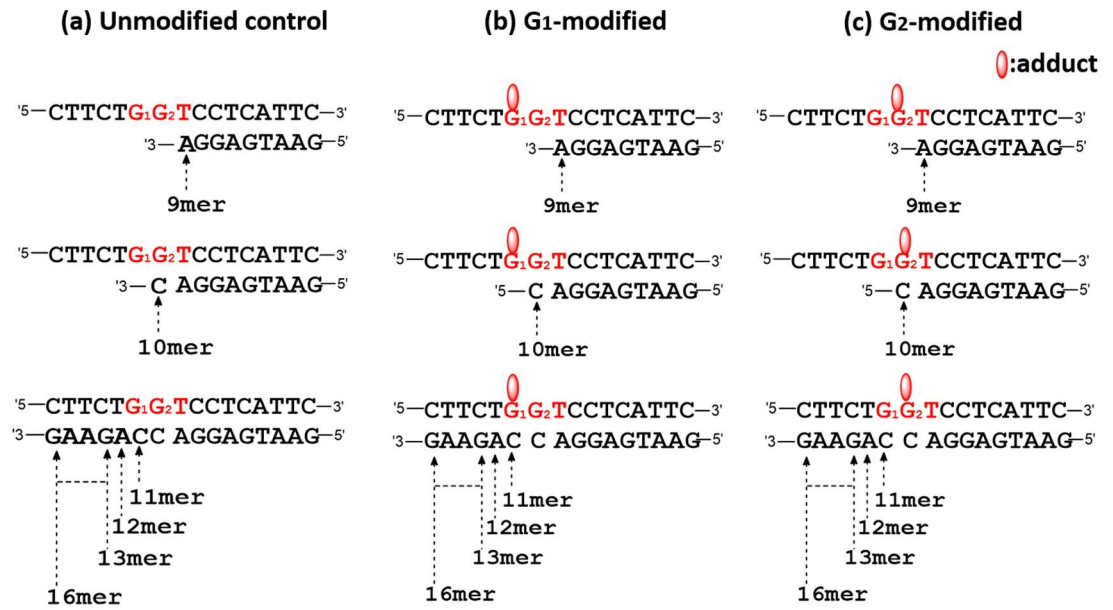 (a) Unmodified control
'5—CTTCTG₁G₂TCCTCATTC—3'
'3—AGGAGTAAG—5'
9mer
'5—CTTCTG₁G₂TCCTCATTC—3'
'3—C AGGAGTAAG—5'
10mer
'5—CTTCTG₁G₂TCCTCATTC—3'
'3—GAAGACC AGGAGTAAG—5'
11mer
12mer
13mer
16mer
(b) G1-modified
'5—CTTCTG₁G₂TCCTCATTC—3'
'3—AGGAGTAAG—5'
9mer
'5—CTTCTG₁G₂TCCTCATTC—3'
'5—C AGGAGTAAG—5'
10mer
'5—CTTCTG₁G₂TCCTCATTC—3'
'3—GAAGAC C AGGAGTAAG—5'
11mer
12mer
13mer
16mer
(c) G2-modified
:adduct
'5—CTTCTG₁G₂TCCTCATTC—3'
'3—AGGAGTAAG—5'
9mer
'5—CTTCTG₁G₂TCCTCATTC—3'
'5—C AGGAGTAAG—5'
10mer
'5—CTTCTG₁G₂TCCTCATTC—3'
'3—GAAGAC C AGGAGTAAG—5'
11mer
12mer
13mer
16mer